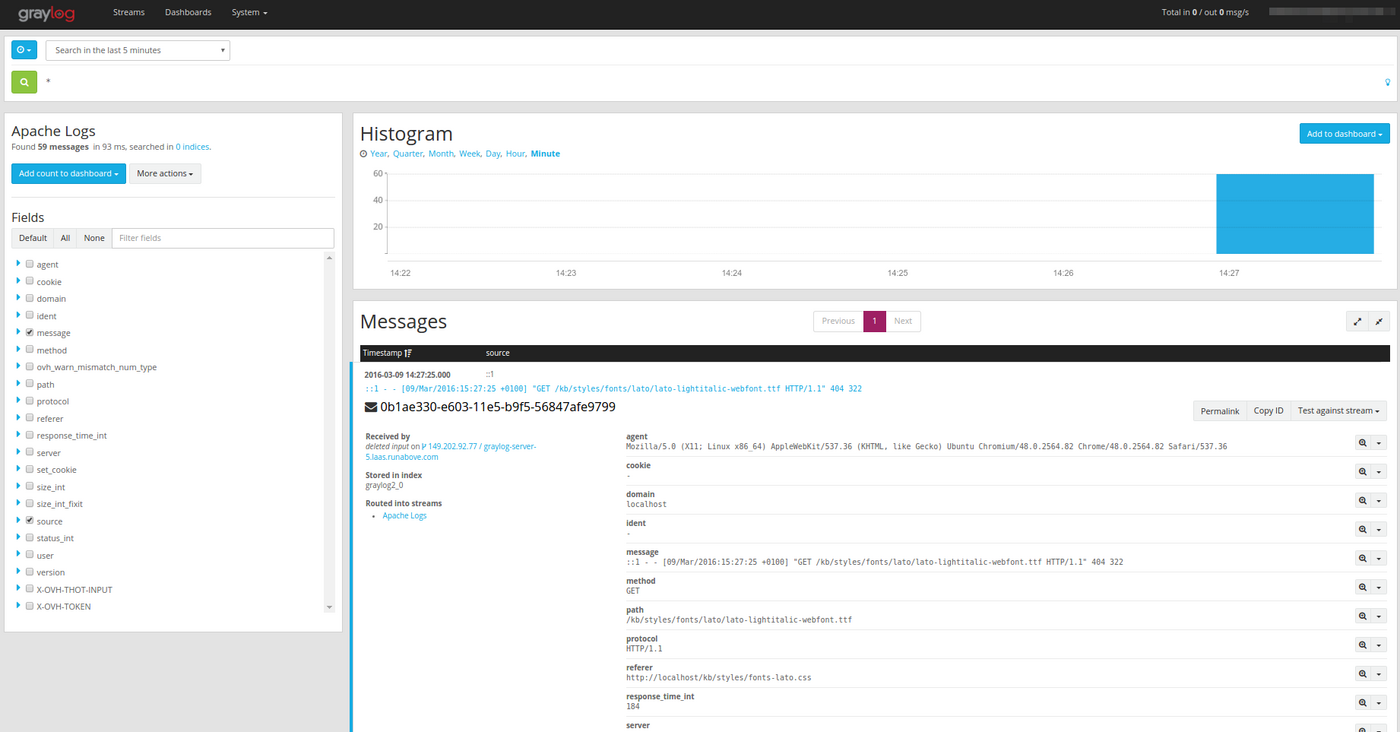 graylog Streams Dashboards System Total in 0 / out 0 msg/s
Search in the last 5 minutes
*
Apache Logs
Found 59 messages in 93 ms, searched in 0 indices.
Add count to dashboard More actions
Fields
Default All None Filter fields
agent
cookie
domain
ident
message
method
ovh_warn_mismatch_num_type
path
protocol
referer
response_time_int
server
set_cookie
size_int
size_int_fixit
source
status_int
user
version
X-OVH-THOT-INPUT
X-OVH-TOKEN
Histogram
Add to dashboard
Year, Quarter, Month, Week, Day, Hour, Minute
60
40
20
14:22 14:23 14:24 14:25 14:26 14:27
Messages
Previous 1 Next
Timestamp source
2016-03-09 14:27:25.000 ::1
::1 - - [09/Mar/2016:15:27:25 +0100] "GET /kb/styles/fonts/lato/lato-lightitalic-webfont.ttf HTTP/1.1" 404 322
0b1ae330-e603-11e5-b9f5-56847afe9799
Permalink Copy ID Test against stream
Received by
deleted input on 149.202.92.77 / graylog-server-
5.laas.runabove.com
Stored in index
graylog2_0
Routed into streams
Apache Logs
agent
Mozilla/5.0 (X11; Linux x86_64) AppleWebKit/537.36 (KHTML, like Gecko) Ubuntu Chromium/48.0.2564.82 Chrome/48.0.2564.82 Safari/537.36
cookie
-
domain
localhost
ident
-
message
::1 - - [09/Mar/2016:15:27:25 +0100] "GET /kb/styles/fonts/lato/lato-lightitalic-webfont.ttf HTTP/1.1" 404 322
method
GET
path
/kb/styles/fonts/lato/lato-lightitalic-webfont.ttf
protocol
HTTP/1.1
referer
http://localhost/kb/styles/fonts-lato.css
response_time_int
184
server